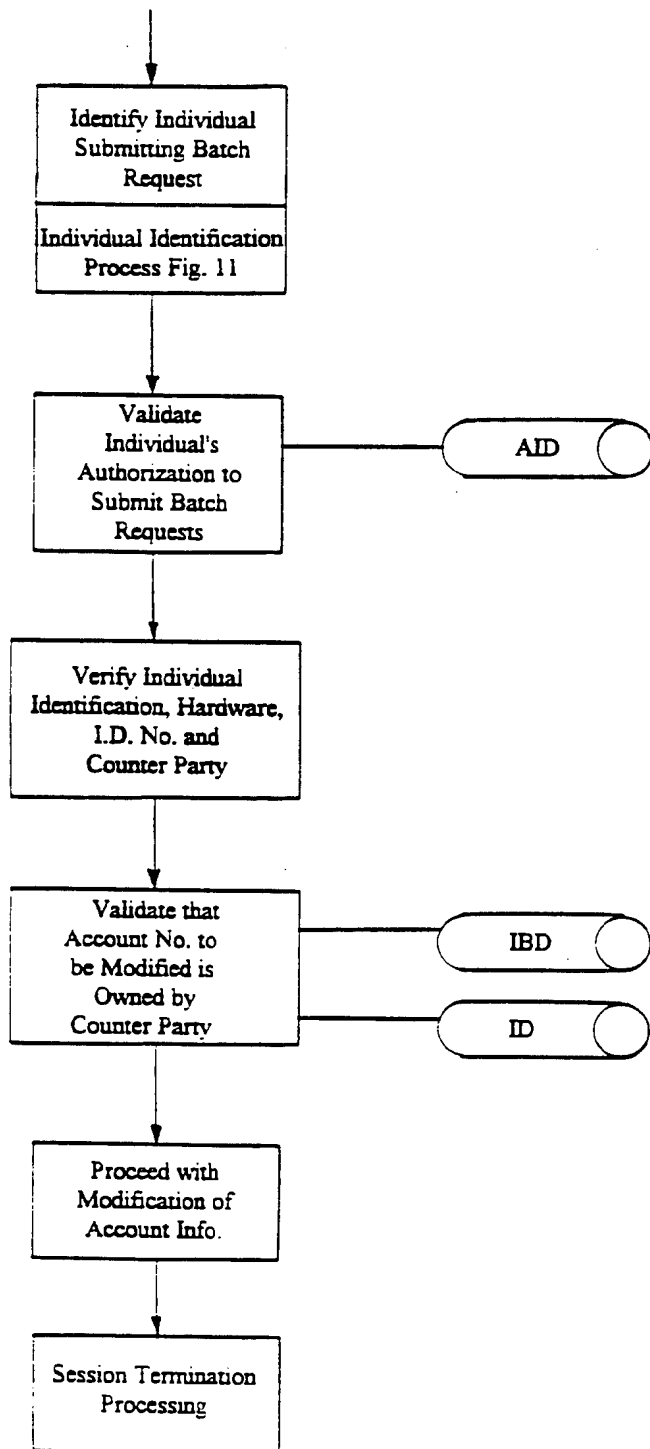 Identify Individual
Submitting Batch
Request
Individual Identification
Process Fig. 11
Validate
Individual's
Authorization to
Submit Batch
Requests
AID
Verify Individual
Identification, Hardware,
I.D. No. and
Counter Party
Validate that
Account No. to
be Modified is
Owned by
Counter Party
IBD
ID
Proceed with
Modification of
Account Info.
Session Termination
Processing